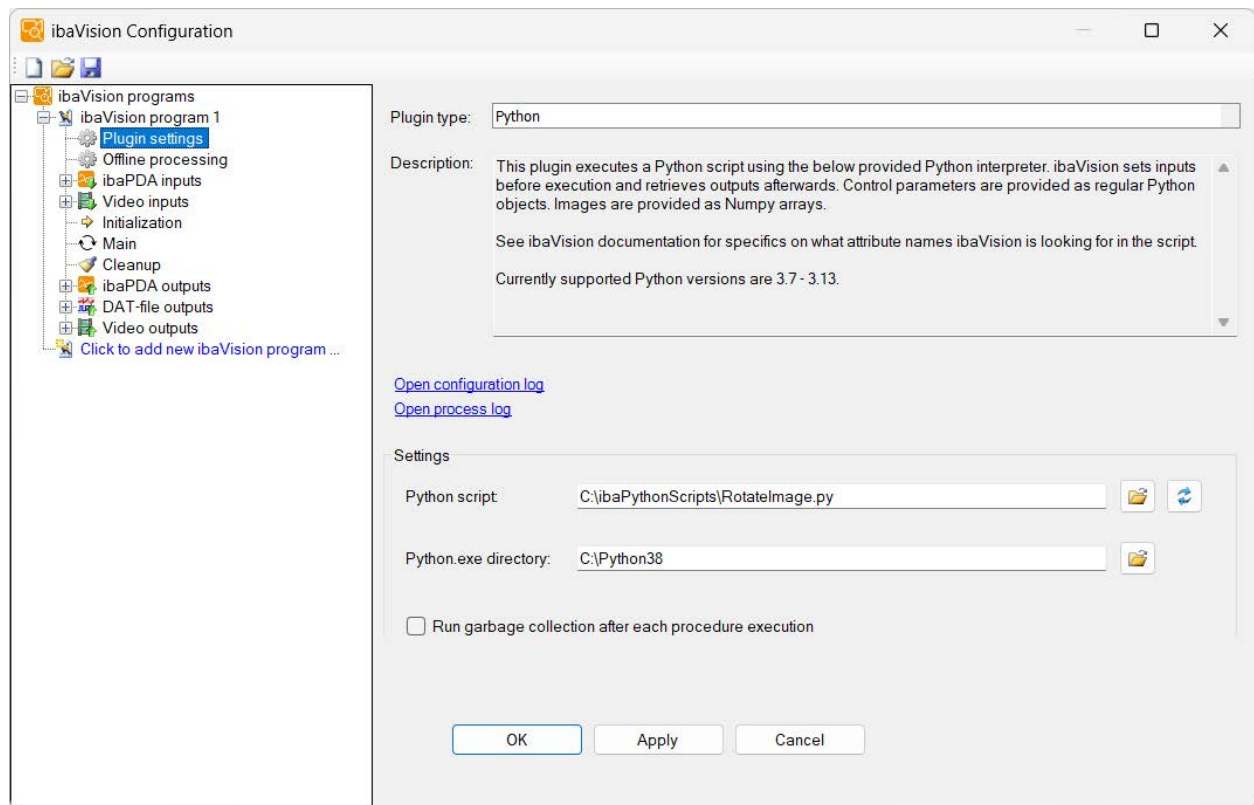 ibaVision Configuration
ibaVision programs
ibaVision program 1
Plugin settings
Offline processing
ibaPDA inputs
Video inputs
Initialization
Main
Cleanup
ibaPDA outputs
DAT-file outputs
Video outputs
Click to add new ibaVision program ...
Plugin type: Python
Description: This plugin executes a Python script using the below provided Python interpreter. ibaVision sets inputs
before execution and retrieves outputs afterwards. Control parameters are provided as regular Python
objects. Images are provided as Numpy arrays.
See ibaVision documentation for specifics on what attribute names ibaVision is looking for in the script.
Currently supported Python versions are 3.7 - 3.13.
Open configuration log
Open process log
Settings
Python script: C:\ibaPythonScripts\RotateImage.py
Python.exe directory: C:\Python38
Run garbage collection after each procedure execution
OK Apply Cancel